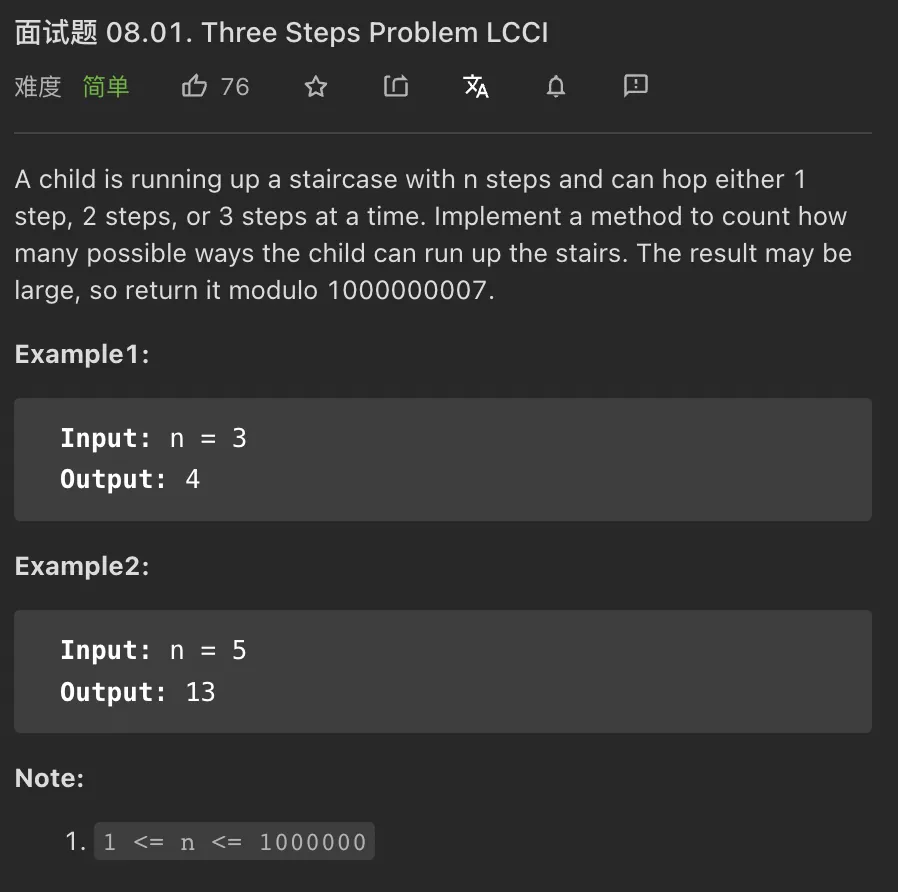 面试题 08.01. Three Steps Problem LCCI
难度 简单 76
A child is running up a staircase with n steps and can hop either 1
step, 2 steps, or 3 steps at a time. Implement a method to count how
many possible ways the child can run up the stairs. The result may be
large, so return it modulo 1000000007.
Example1:
Input: n = 3
Output: 4
Example2:
Input: n = 5
Output: 13
Note:
1. 1 <= n <= 1000000